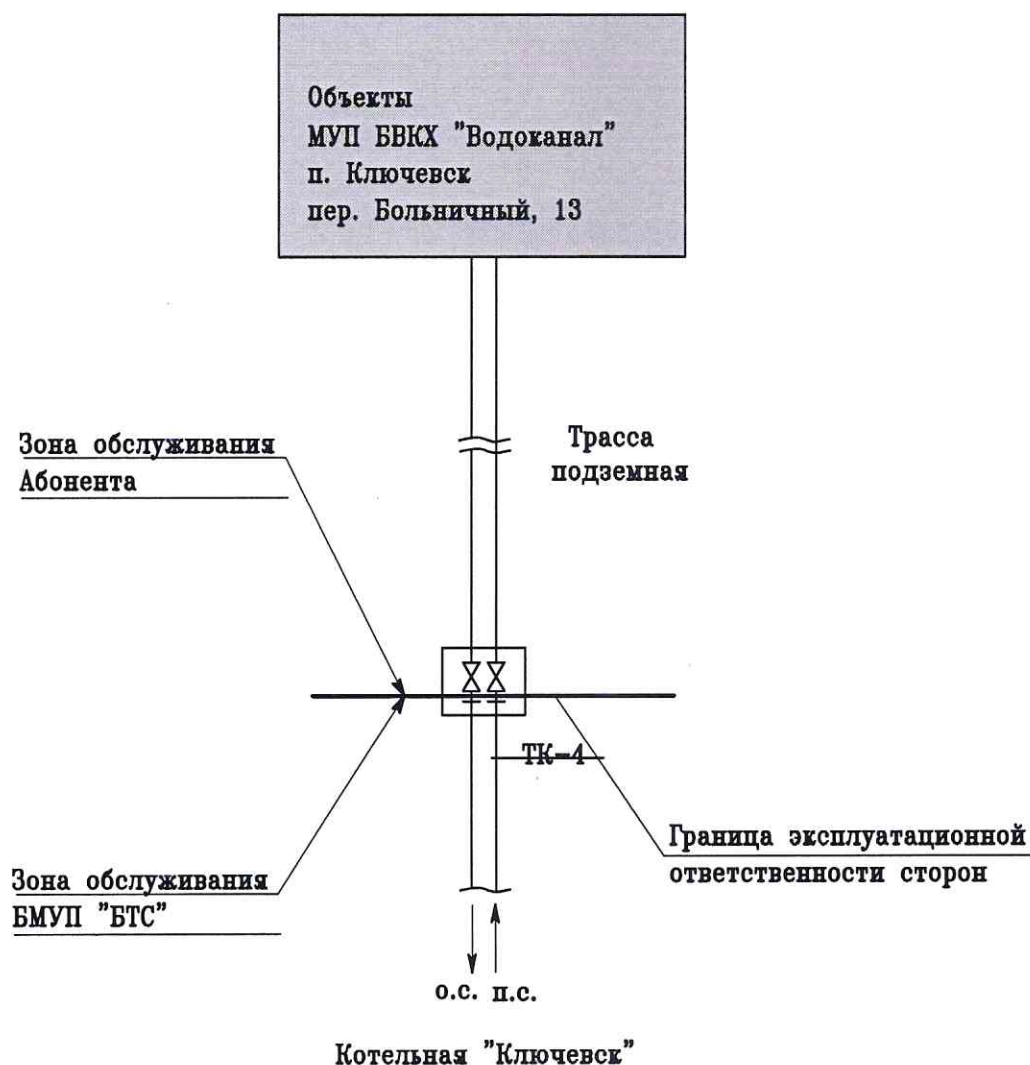 Объекты
МУП БВКХ "Водоканал"
п. Ключевск
пер. Больничный, 13
Зона обслуживания
Абонента
Трасса
подземная
ТК-4
Граница эксплуатационной
ответственности сторон
Зона обслуживания
БМУП "БТС"
о.с. п.с.
Котельная "Ключевск"